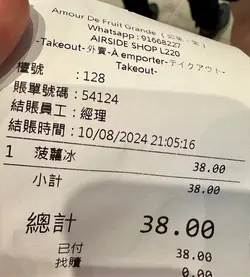 Amour De Fruit Grande
Whatsapp : 91668227
AIRSIDE SHOP L220
-Takeout-外賣-À emporter-テイクアウト-
Takeout-
檯號 : 128
賬單號碼 : 54124
結賬員工 : 經理
結賬時間 : 10/08/2024 21:05:16
1 菠蘿冰 38.00
小計 38.00
總計 38.00
已付 38.00
找贖 0.00